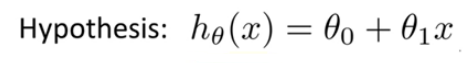 Hypothesis: hθ(x) = θ0 + θ1x